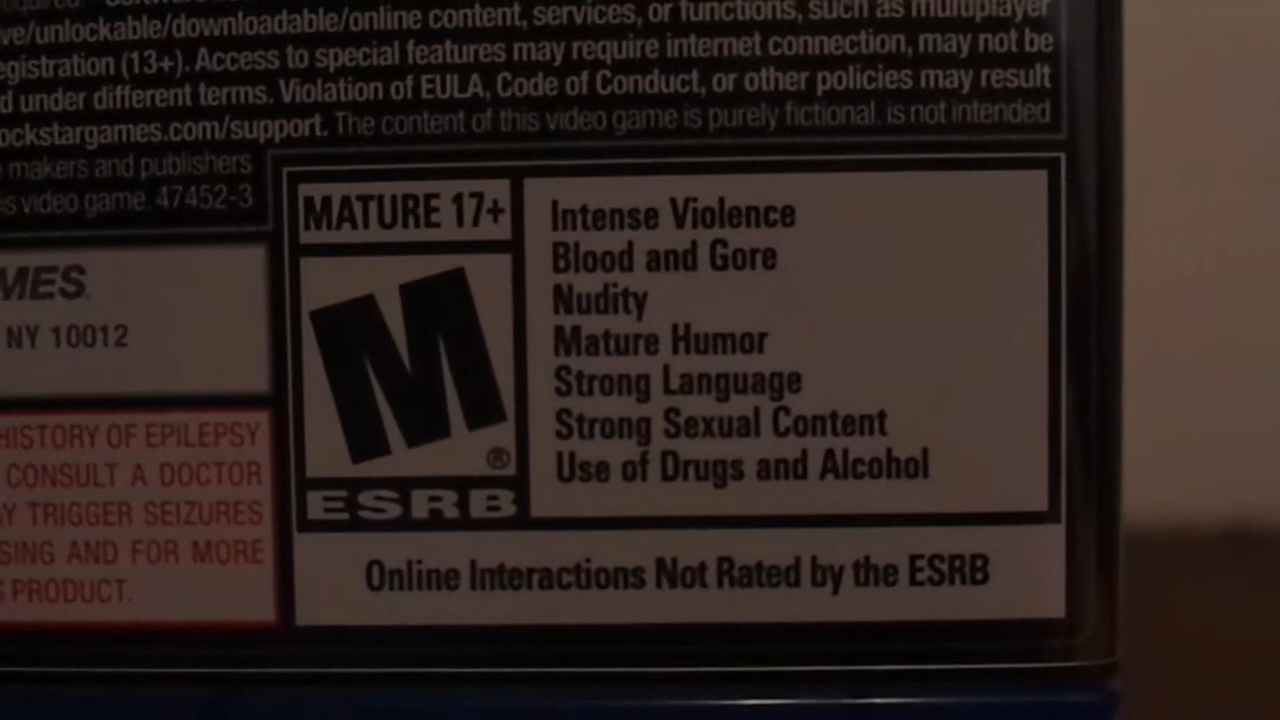 ve/unlockable/downloadable/online content, services, or functions, such as multiplayer
egistration (13+). Access to special features may require internet connection, may not be
d under different terms. Violation of EULA, Code of Conduct, or other policies may result
ockstargames.com/support. The content of this video game is purely fictional, is not intended
makers and publishers
is video game. 47452-3
MES.
NY 10012
HISTORY OF EPILEPSY
CONSULT A DOCTOR
Y TRIGGER SEIZURES
SING AND FOR MORE
PRODUCT.
MATURE 17+
M®
ESRB
Intense Violence
Blood and Gore
Nudity
Mature Humor
Strong Language
Strong Sexual Content
Use of Drugs and Alcohol
Online Interactions Not Rated by the ESRB